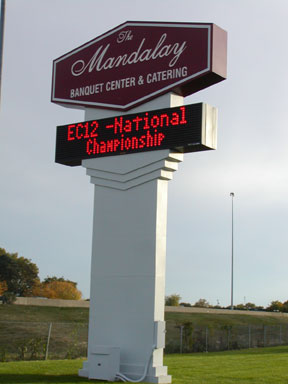 The
Mandalay
BANQUET CENTER & CATERING
EC12 -National
Championship